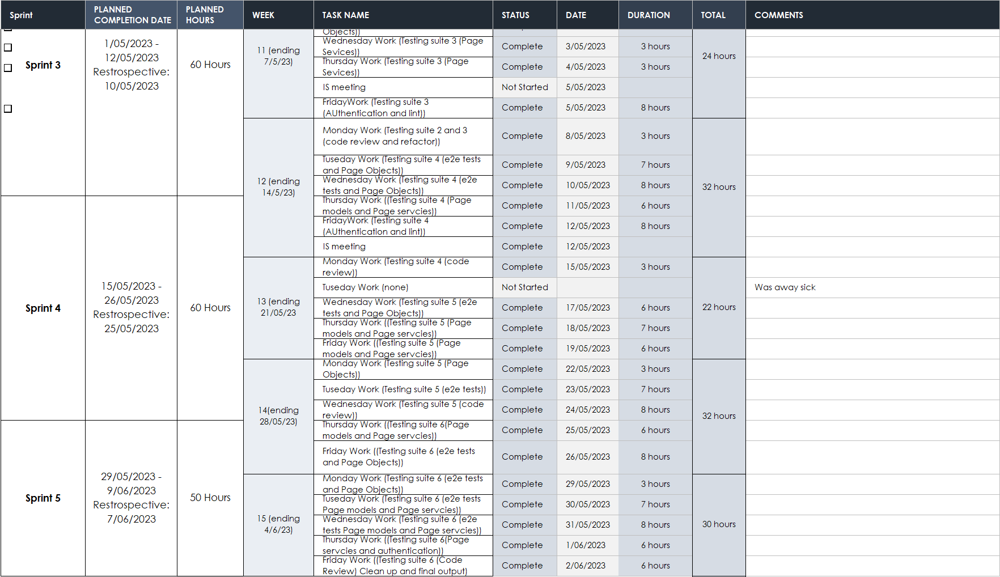 Sprint
PLANNED
COMPLETION DATE
PLANNED
HOURS
WEEK
TASK NAME
STATUS
DATE
DURATION
TOTAL
COMMENTS
Sprint 3
1/05/2023 -
12/05/2023
Restrospective:
10/05/2023
60 Hours
11 (ending
7/5/23)
Objects))
24 hours
Wednesday Work (Testing suite 3 (Page
Sevices))
Complete
3/05/2023
3 hours
Thursday Work (Testing suite 3 (Page
Sevices))
Complete
4/05/2023
3 hours
IS meeting
Not Started
5/05/2023
FridayWork (Testing suite 3
(AUthentication and lint))
Complete
5/05/2023
8 hours
12 (ending
14/5/23)
32 hours
Monday Work (Testing suite 2 and 3
(code review and refactor))
Complete
8/05/2023
3 hours
Tuseday Work (Testing suite 4 (e2e tests
and Page Objects))
Complete
9/05/2023
7 hours
Wednesday Work (Testing suite 4 (e2e
tests and Page Objects))
Complete
10/05/2023
8 hours
Thursday Work ((Testing suite 4 (Page
models and Page servcies))
Complete
11/05/2023
6 hours
FridayWork (Testing suite 4
(AUthentication and lint))
Complete
12/05/2023
8 hours
IS meeting
Complete
12/05/2023
Sprint 4
15/05/2023 -
26/05/2023
Restrospective:
25/05/2023
60 Hours
13 (ending
21/05/23
22 hours
Monday Work (Testing suite 4 (code
review))
Complete
15/05/2023
3 hours
Tuseday Work (none)
Not Started
Was away sick
Wednesday Work (Testing suite 5 (e2e
tests and Page Objects))
Complete
17/05/2023
6 hours
Thursday Work ((Testing suite 5 (Page
models and Page servcies))
Complete
18/05/2023
7 hours
Friday Work ((Testing suite 5 (Page
models and Page servcies))
Complete
19/05/2023
6 hours
14(ending
28/05/23)
32 hours
Monday Work (Testing suite 5 (Page
Objects))
Complete
22/05/2023
3 hours
Tuseday Work (Testing suite 5 (e2e tests))
Complete
23/05/2023
7 hours
Wednesday Work (Testing suite 5 (code
review))
Complete
24/05/2023
8 hours
Thursday Work ((Testing suite 6(Page
models and Page servcies))
Complete
25/05/2023
6 hours
Friday Work ((Testing suite 6 (e2e tests
and Page Objects))
Complete
26/05/2023
8 hours
Sprint 5
29/05/2023 -
9/06/2023
Restrospective:
7/06/2023
50 Hours
15 (ending
4/6/23)
30 hours
Monday Work (Testing suite 6 (e2e tests
and Page Objects))
Complete
29/05/2023
3 hours
Tuseday Work (Testing suite 6 (e2e tests
Page models and Page servcies))
Complete
30/05/2023
7 hours
Wednesday Work (Testing suite 6 (e2e
tests Page models and Page servcies))
Complete
31/05/2023
8 hours
Thursday Work ((Testing suite 6(Page
servcies and authentication))
Complete
1/06/2023
6 hours
Friday Work ((Testing suite 6 (Code
Review) Clean up and final output)
Complete
2/06/2023
6 hours